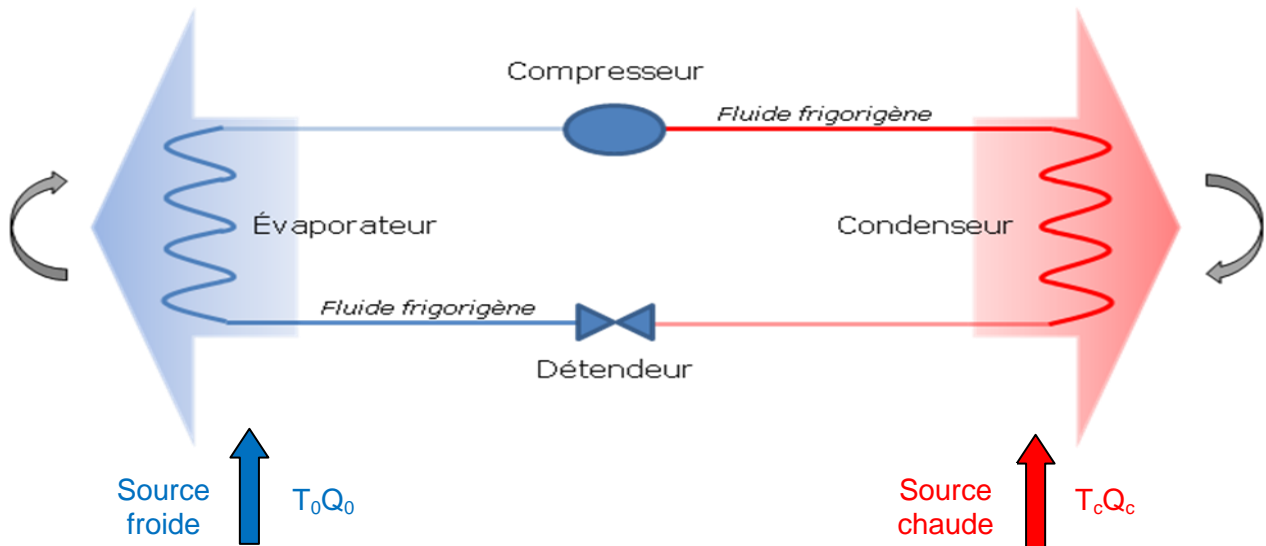 Compresseur
Fluide frigorigène
Évaporateur
Condenseur
Fluide frigorigène
Détendeur
Source
froide
T₀Q₀
Source
chaude
TcQc